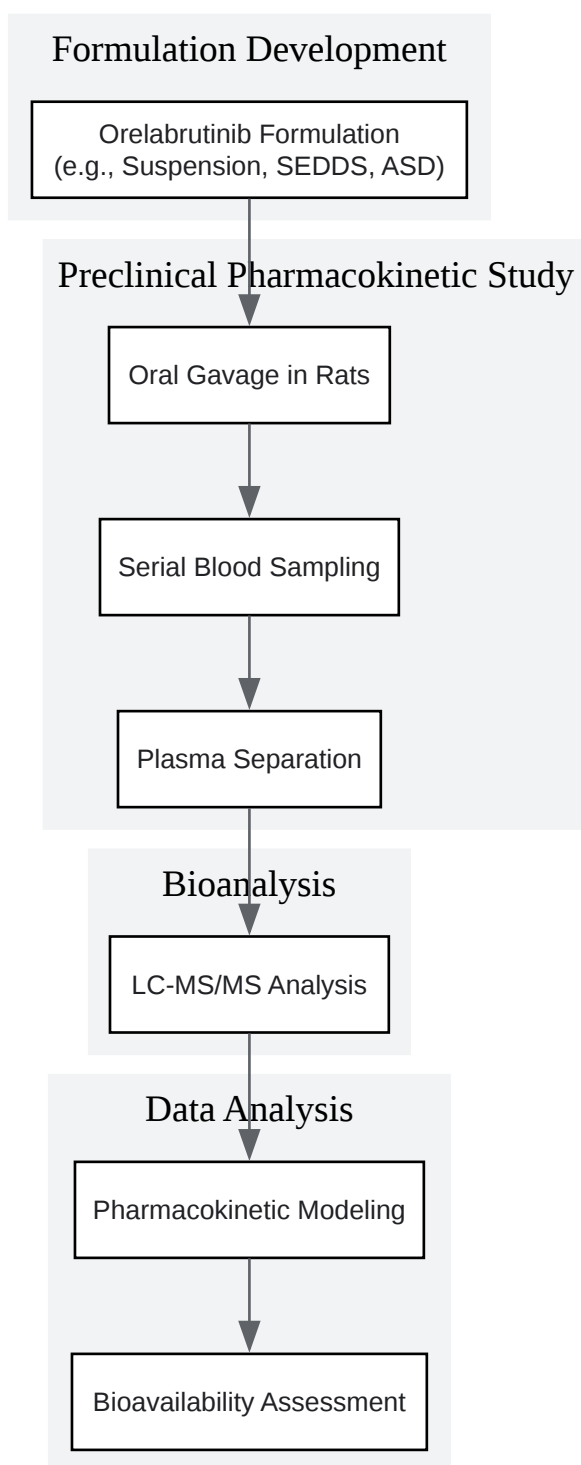 Formulation Development
Orelabrutinib Formulation
(e.g., Suspension, SEDDS, ASD)
Preclinical Pharmacokinetic Study
Oral Gavage in Rats
Serial Blood Sampling
Plasma Separation
Bioanalysis
LC-MS/MS Analysis
Data Analysis
Pharmacokinetic Modeling
Bioavailability Assessment